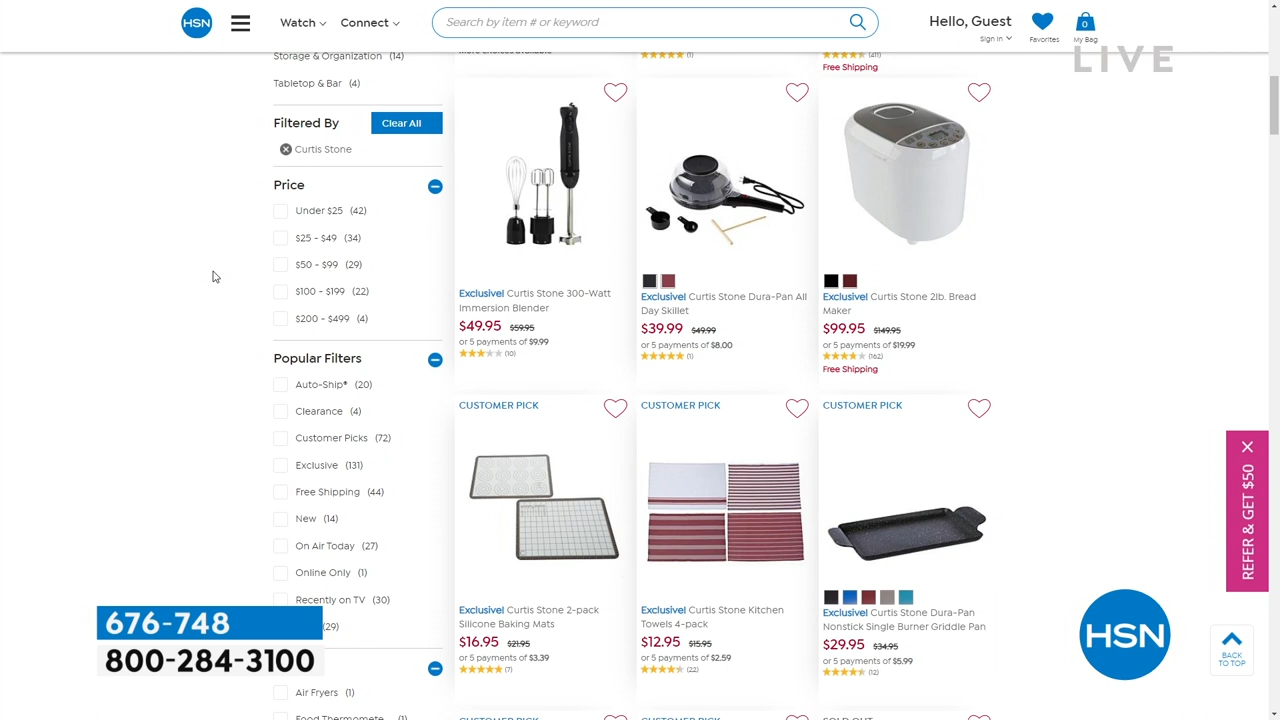 HSN
Watch
Connect
Search by item # or keyword
Hello, Guest
Sign In
Favorites
0
My Bag
LIVE
Storage & Organization (14)
Tabletop & Bar (4)
Filtered By
Clear All
Curtis Stone
Price
Under $25 (42)
$25 - $49 (34)
$50 - $99 (29)
$100 - $199 (22)
$200 - $499 (4)
Popular Filters
Auto-Ship® (20)
Clearance (4)
Customer Picks (72)
Exclusive (131)
Free Shipping (44)
New (14)
On Air Today (27)
Online Only (1)
Recently on TV (30)
(29)
Air Fryers (1)
(1)
(1)
(411)
Free Shipping
Exclusive! Curtis Stone 300-Watt
Immersion Blender
$49.95 $59.95
or 5 payments of $9.99
(10)
Exclusive! Curtis Stone Dura-Pan All
Day Skillet
$39.99 $49.99
or 5 payments of $8.00
(1)
Exclusive! Curtis Stone 2lb. Bread
Maker
$99.95 $149.95
or 5 payments of $19.99
(162)
Free Shipping
CUSTOMER PICK
Exclusive! Curtis Stone 2-pack
Silicone Baking Mats
$16.95 $21.95
or 5 payments of $3.39
(7)
CUSTOMER PICK
Exclusive! Curtis Stone Kitchen
Towels 4-pack
$12.95 $15.95
or 5 payments of $2.59
(22)
CUSTOMER PICK
Exclusive! Curtis Stone Dura-Pan
Nonstick Single Burner Griddle Pan
$29.95 $34.95
or 5 payments of $5.99
(12)
REFER & GET $50
HSN
BACK
TO TOP
676-748
800-284-3100